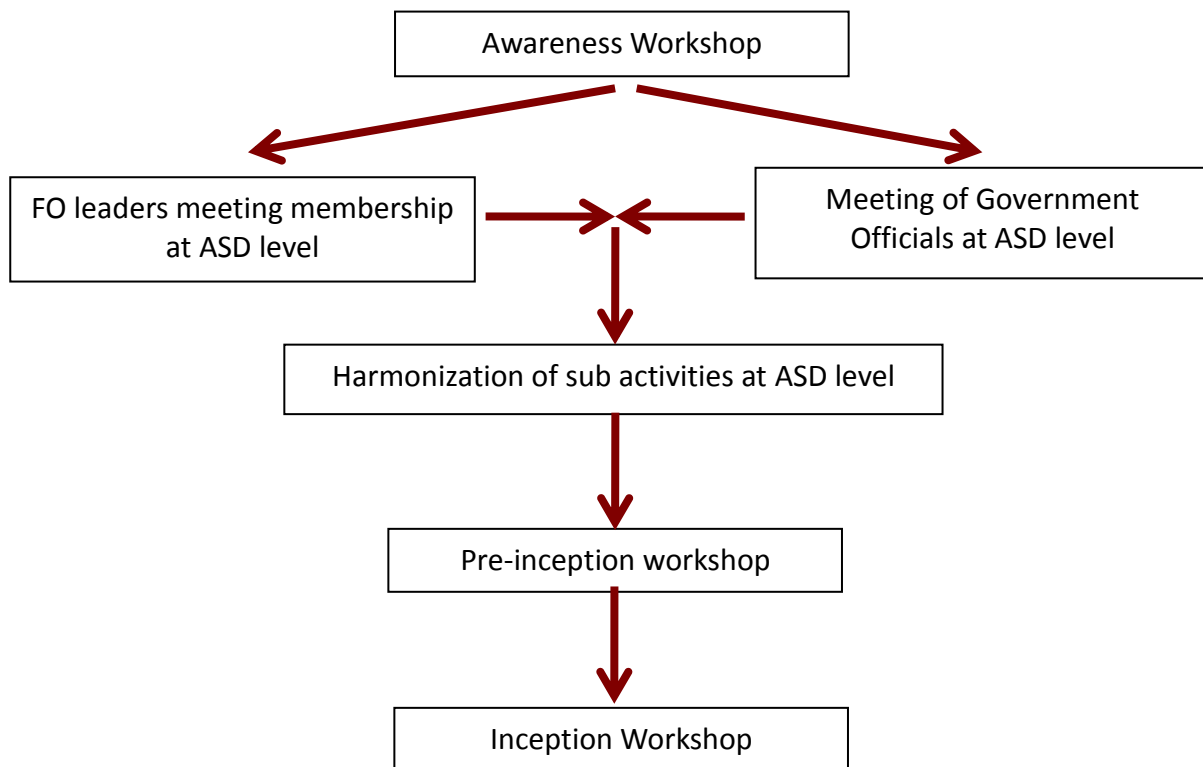 Awareness Workshop
FO leaders meeting membership
at ASD level
Meeting of Government
Officials at ASD level
Harmonization of sub activities at ASD level
Pre-inception workshop
Inception Workshop